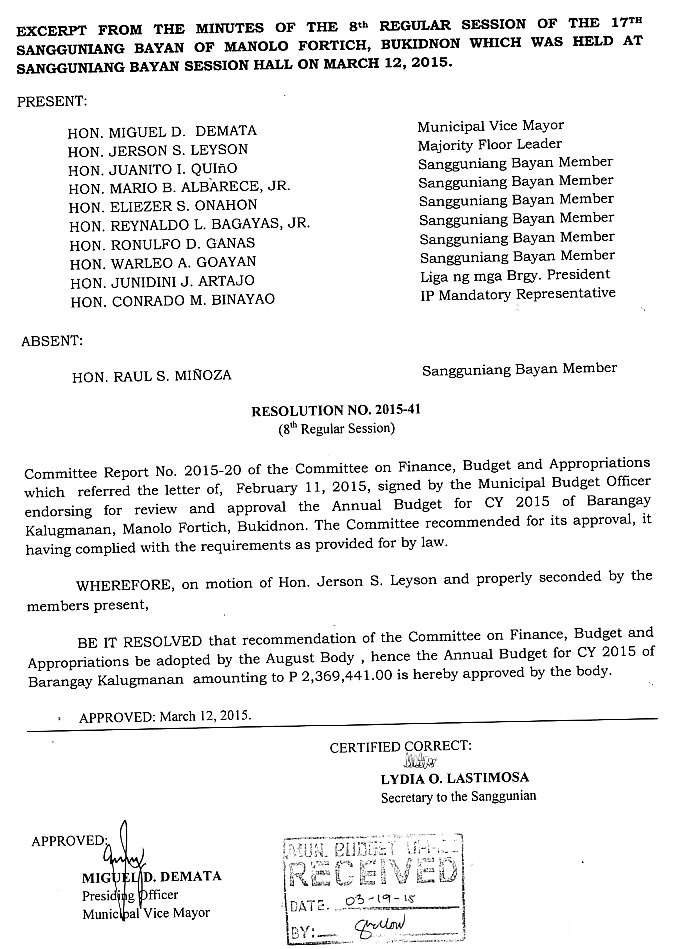 EXCERPT FROM THE MINUTES OF THE 8th REGULAR SESSION OF THE 17TH
SANGGUNIANG BAYAN OF MANOLO FORTICH, BUKIDNON WHICH WAS HELD AT
SANGGUNIANG BAYAN SESSION HALL ON MARCH 12, 2015.
PRESENT:
HON. MIGUEL D. DEMATA Municipal Vice Mayor
HON. JERSON S. LEYSON Majority Floor Leader
HON. JUANITO I. QUIñO Sangguniang Bayan Member
HON. MARIO B. ALBARECE, JR. Sangguniang Bayan Member
HON. ELIEZER S. ONAHON Sangguniang Bayan Member
HON. REYNALDO L. BAGAYAS, JR. Sangguniang Bayan Member
HON. RONULFO D. GANAS Sangguniang Bayan Member
HON. WARLEO A. GOAYAN Sangguniang Bayan Member
HON. JUNIDINI J. ARTAJO Liga ng mga Brgy. President
HON. CONRADO M. BINAYAO IP Mandatory Representative
ABSENT:
HON. RAUL S. MIÑOZA Sangguniang Bayan Member
RESOLUTION NO. 2015-41
(8th Regular Session)
Committee Report No. 2015-20 of the Committee on Finance, Budget and Appropriations
which referred the letter of, February 11, 2015, signed by the Municipal Budget Officer
endorsing for review and approval the Annual Budget for CY 2015 of Barangay
Kalugmanan, Manolo Fortich, Bukidnon. The Committee recommended for its approval, it
having complied with the requirements as provided for by law.
WHEREFORE, on motion of Hon. Jerson S. Leyson and properly seconded by the
members present,
BE IT RESOLVED that recommendation of the Committee on Finance, Budget and
Appropriations be adopted by the August Body , hence the Annual Budget for CY 2015 of
Barangay Kalugmanan amounting to P 2,369,441.00 is hereby approved by the body.
APPROVED: March 12, 2015.
CERTIFIED CORRECT:
LYDIA O. LASTIMOSA
Secretary to the Sanggunian
APPROVED:
MIGUEL D. DEMATA
Presiding Officer
Municipal Vice Mayor
MUN. BUDGET OFFICE
RECEIVED
DATE: 03-19-15
BY: